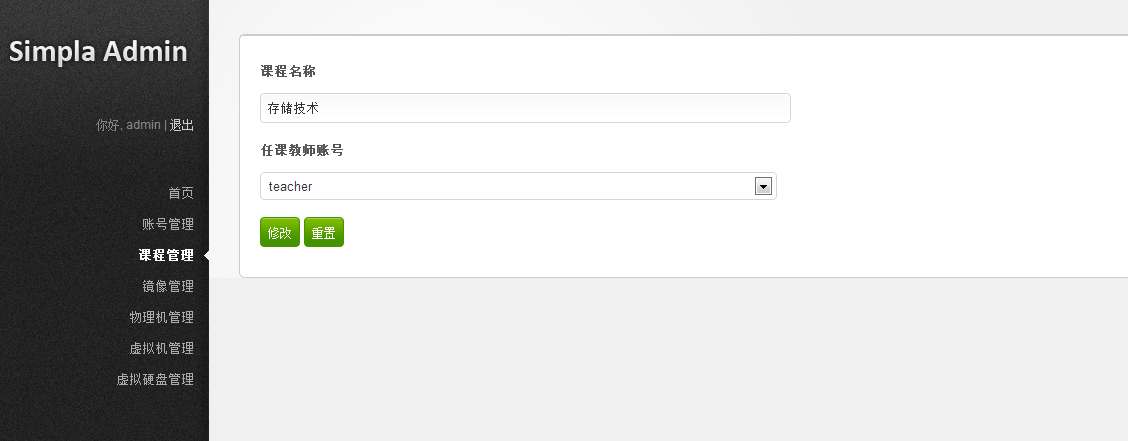 Simpla Admin
你好, admin | 退出
首页
账号管理
课程管理
镜像管理
物理机管理
虚拟机管理
虚拟硬盘管理
课程名称
存储技术
任课教师账号
teacher
修改 重置